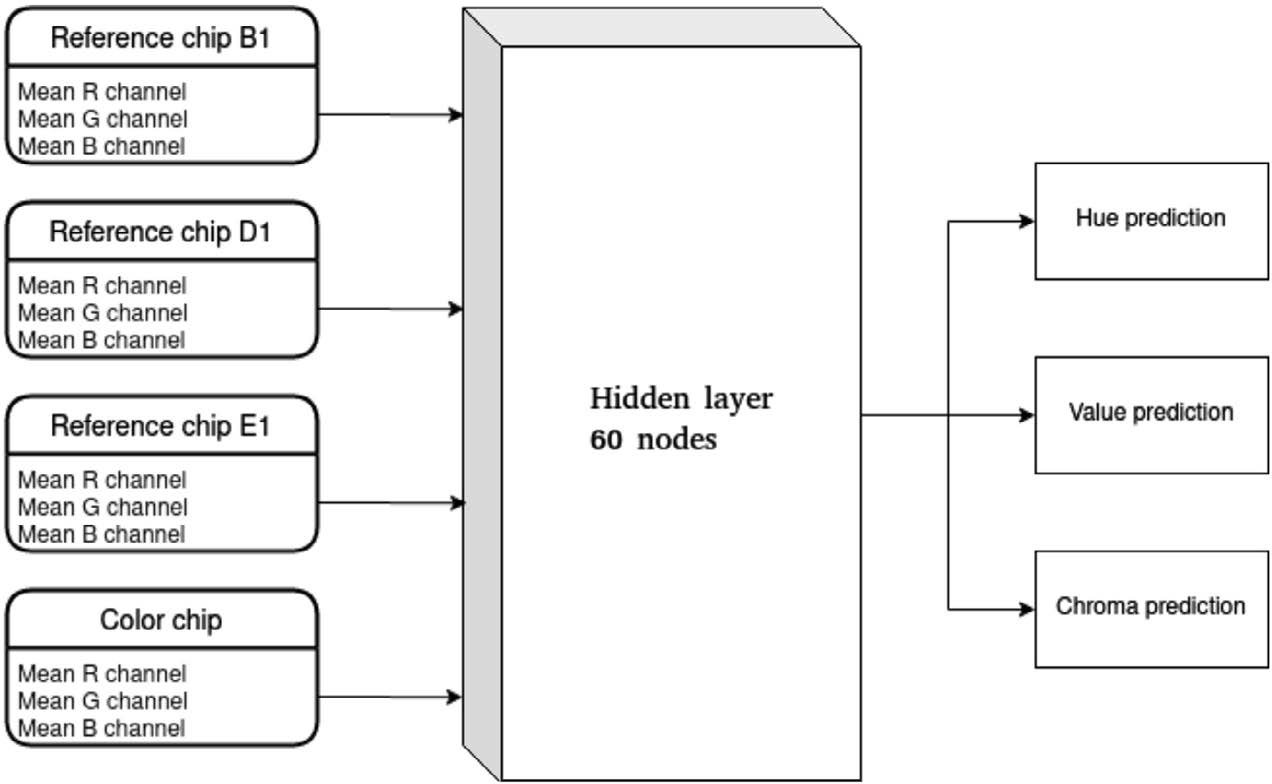 Reference chip B1
Mean R channel
Mean G channel
Mean B channel
Reference chip D1
Mean R channel
Mean G channel
Mean B channel
Reference chip E1
Mean R channel
Mean G channel
Mean B channel
Color chip
Mean R channel
Mean G channel
Mean B channel
Hidden layer
60 nodes
Hue prediction
Value prediction
Chroma prediction